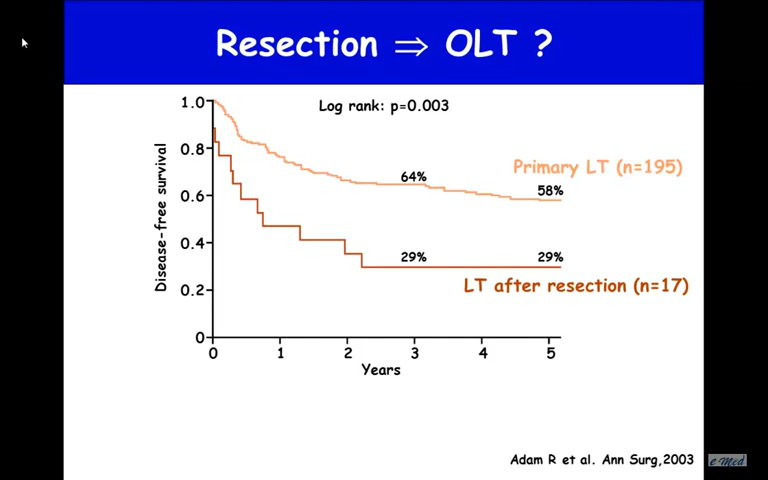 Resection ⇒ OLT ?
Log rank: p=0.003
Disease-free survival
1.0
0.8
0.6
0.4
0.2
0
64%
58%
Primary LT (n=195)
29%
29%
LT after resection (n=17)
0 1 2 3 4 5
Years
Adam R et al. Ann Surg,2003
e-Med